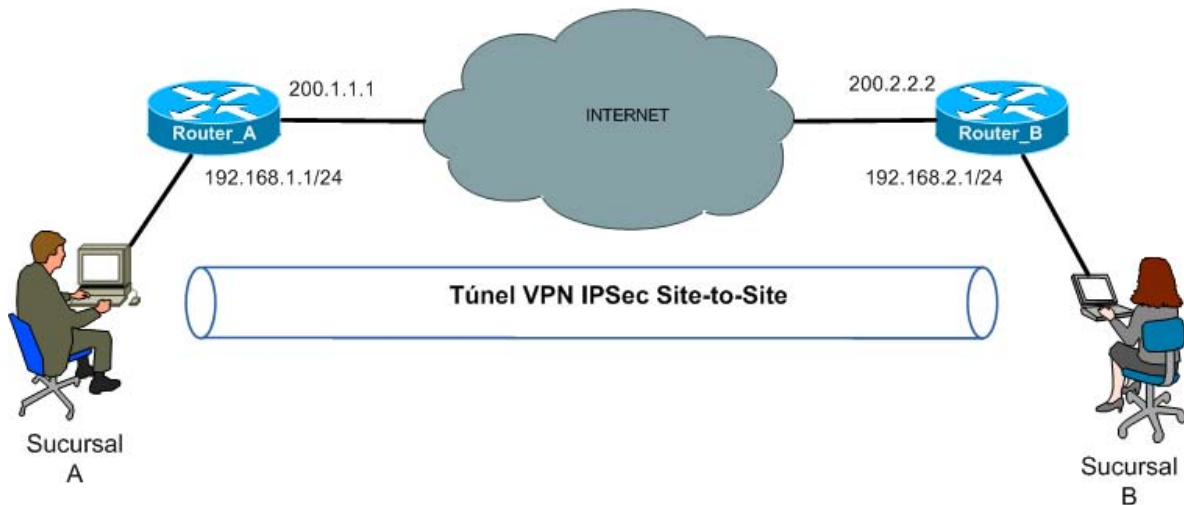 200.1.1.1
200.2.2.2
INTERNET
Router_A
Router_B
192.168.1.1/24
192.168.2.1/24
Túnel VPN IPSec Site-to-Site
Sucursal
A
Sucursal
B